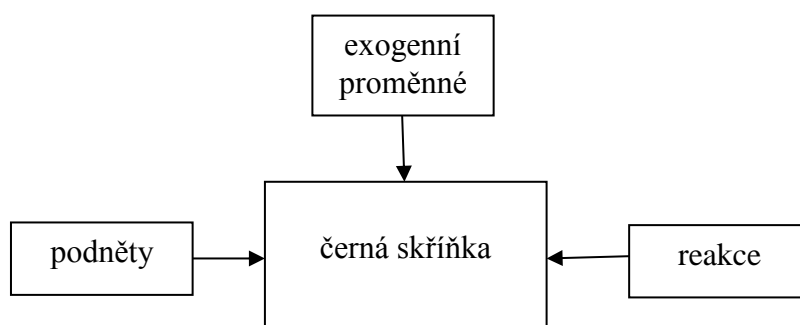 exogenní
proměnné
podněty
černá skříňka
reakce